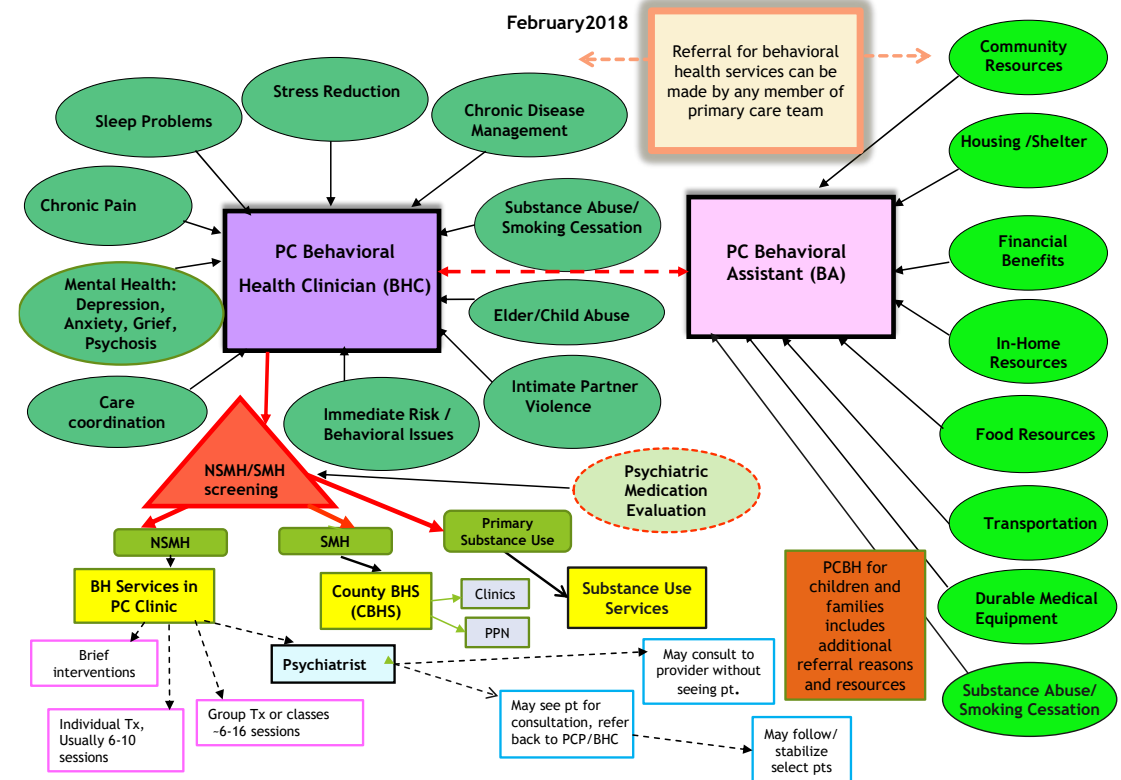 February2018
Referral for behavioral
health services can be
made by any member of
primary care team
Community
Resources
Stress Reduction
Sleep Problems
Chronic Disease
Management
Housing /Shelter
Chronic Pain
Substance Abuse/
Smoking Cessation
PC Behavioral
Health Clinician (BHC)
PC Behavioral
Assistant (BA)
Financial
Benefits
Mental Health:
Depression,
Anxiety, Grief,
Psychosis
Elder/Child Abuse
In-Home
Resources
Care
coordination
Immediate Risk /
Behavioral Issues
Intimate Partner
Violence
Food Resources
NSMH/SMH
screening
Psychiatric
Medication
Evaluation
Transportation
NSMH
SMH
Primary
Substance Use
BH Services in
PC Clinic
County BHS
(CBHS)
Clinics
PPN
Substance Use
Services
PCBH for
children and
families
includes
additional
referral reasons
and resources
Durable Medical
Equipment
Substance Abuse/
Smoking Cessation
Brief
interventions
Individual Tx,
Usually 6-10
sessions
Group Tx or classes
~6-16 sessions
Psychiatrist
May consult to
provider without
seeing pt.
May see pt for
consultation, refer
back to PCP/BHC
May follow/
stabilize
select pts